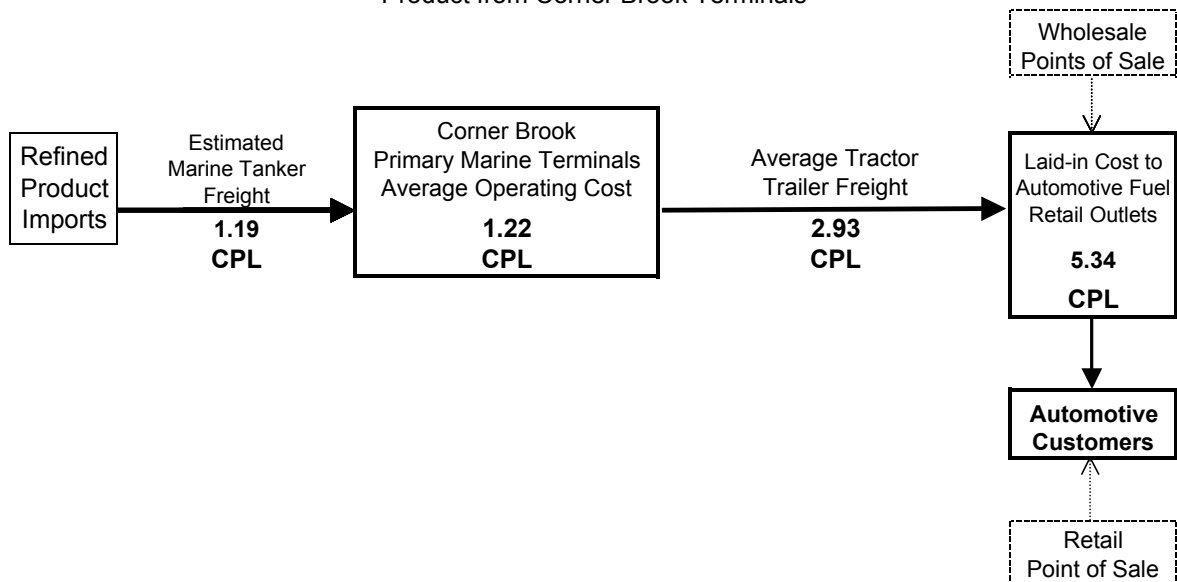 Product from Corner Brook Terminals
Wholesale
Points of Sale
Refined
Product
Imports
Estimated
Marine Tanker
Freight
1.19
CPL
Corner Brook
Primary Marine Terminals
Average Operating Cost
1.22
CPL
Average Tractor
Trailer Freight
2.93
CPL
Laid-in Cost to
Automotive Fuel
Retail Outlets
5.34
CPL
Automotive
Customers
Retail
Point of Sale